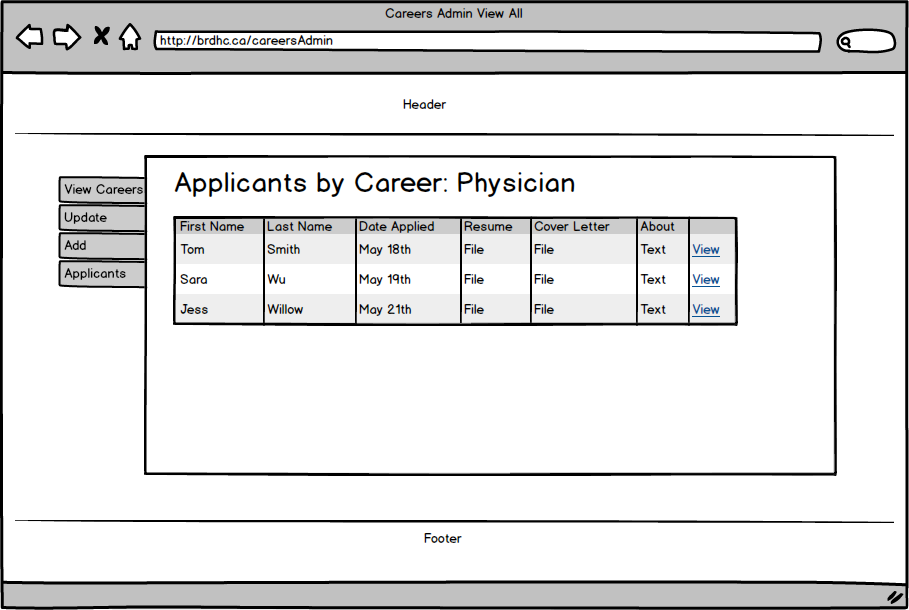 Careers Admin View All
http://brdhc.ca/careersAdmin
Header
Applicants by Career: Physician
View Careers
Update
Add
Applicants
First Name Last Name Date Applied Resume Cover Letter About
Tom Smith May 18th File File Text View
Sara Wu May 19th File File Text View
Jess Willow May 21th File File Text View
Footer